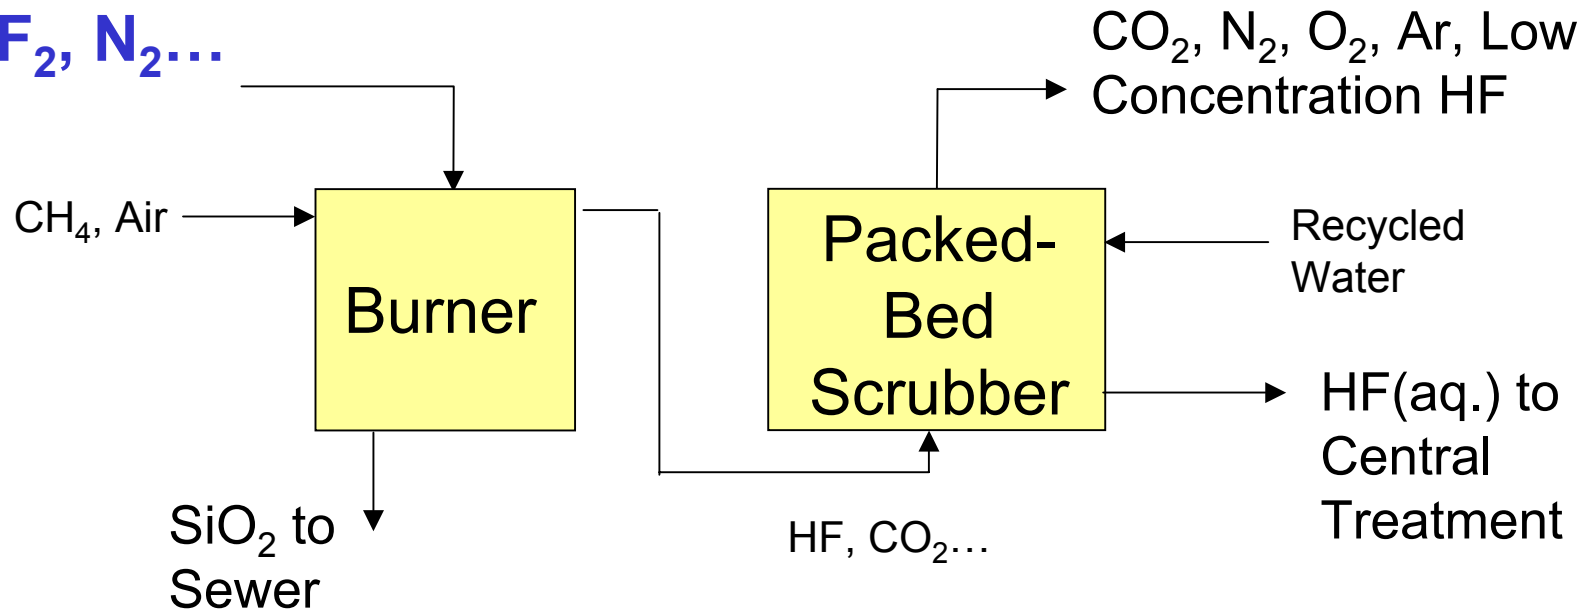 F₂, N₂…
CO₂, N₂, O₂, Ar, Low
Concentration HF
CH₄, Air
Burner
Packed-
Bed
Scrubber
Recycled
Water
HF(aq.) to
Central
Treatment
SiO₂ to
Sewer
HF, CO₂…